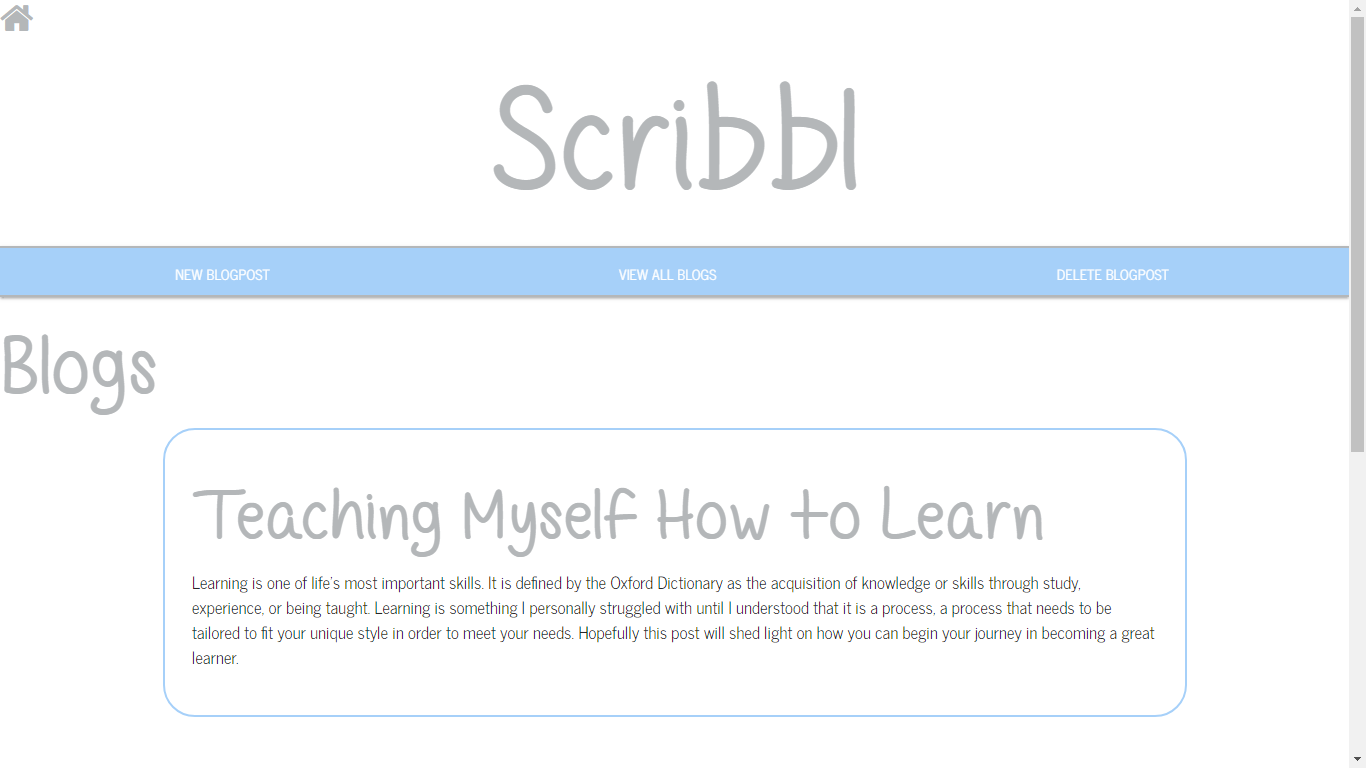 Scribbl
NEW BLOGPOST
VIEW ALL BLOGS
DELETE BLOGPOST
Blogs
Teaching Myself How to Learn
Learning is one of life's most important skills. It is defined by the Oxford Dictionary as the acquisition of knowledge or skills through study,
experience, or being taught. Learning is something I personally struggled with until I understood that it is a process, a process that needs to be
tailored to fit your unique style in order to meet your needs. Hopefully this post will shed light on how you can begin your journey in becoming a great
learner.